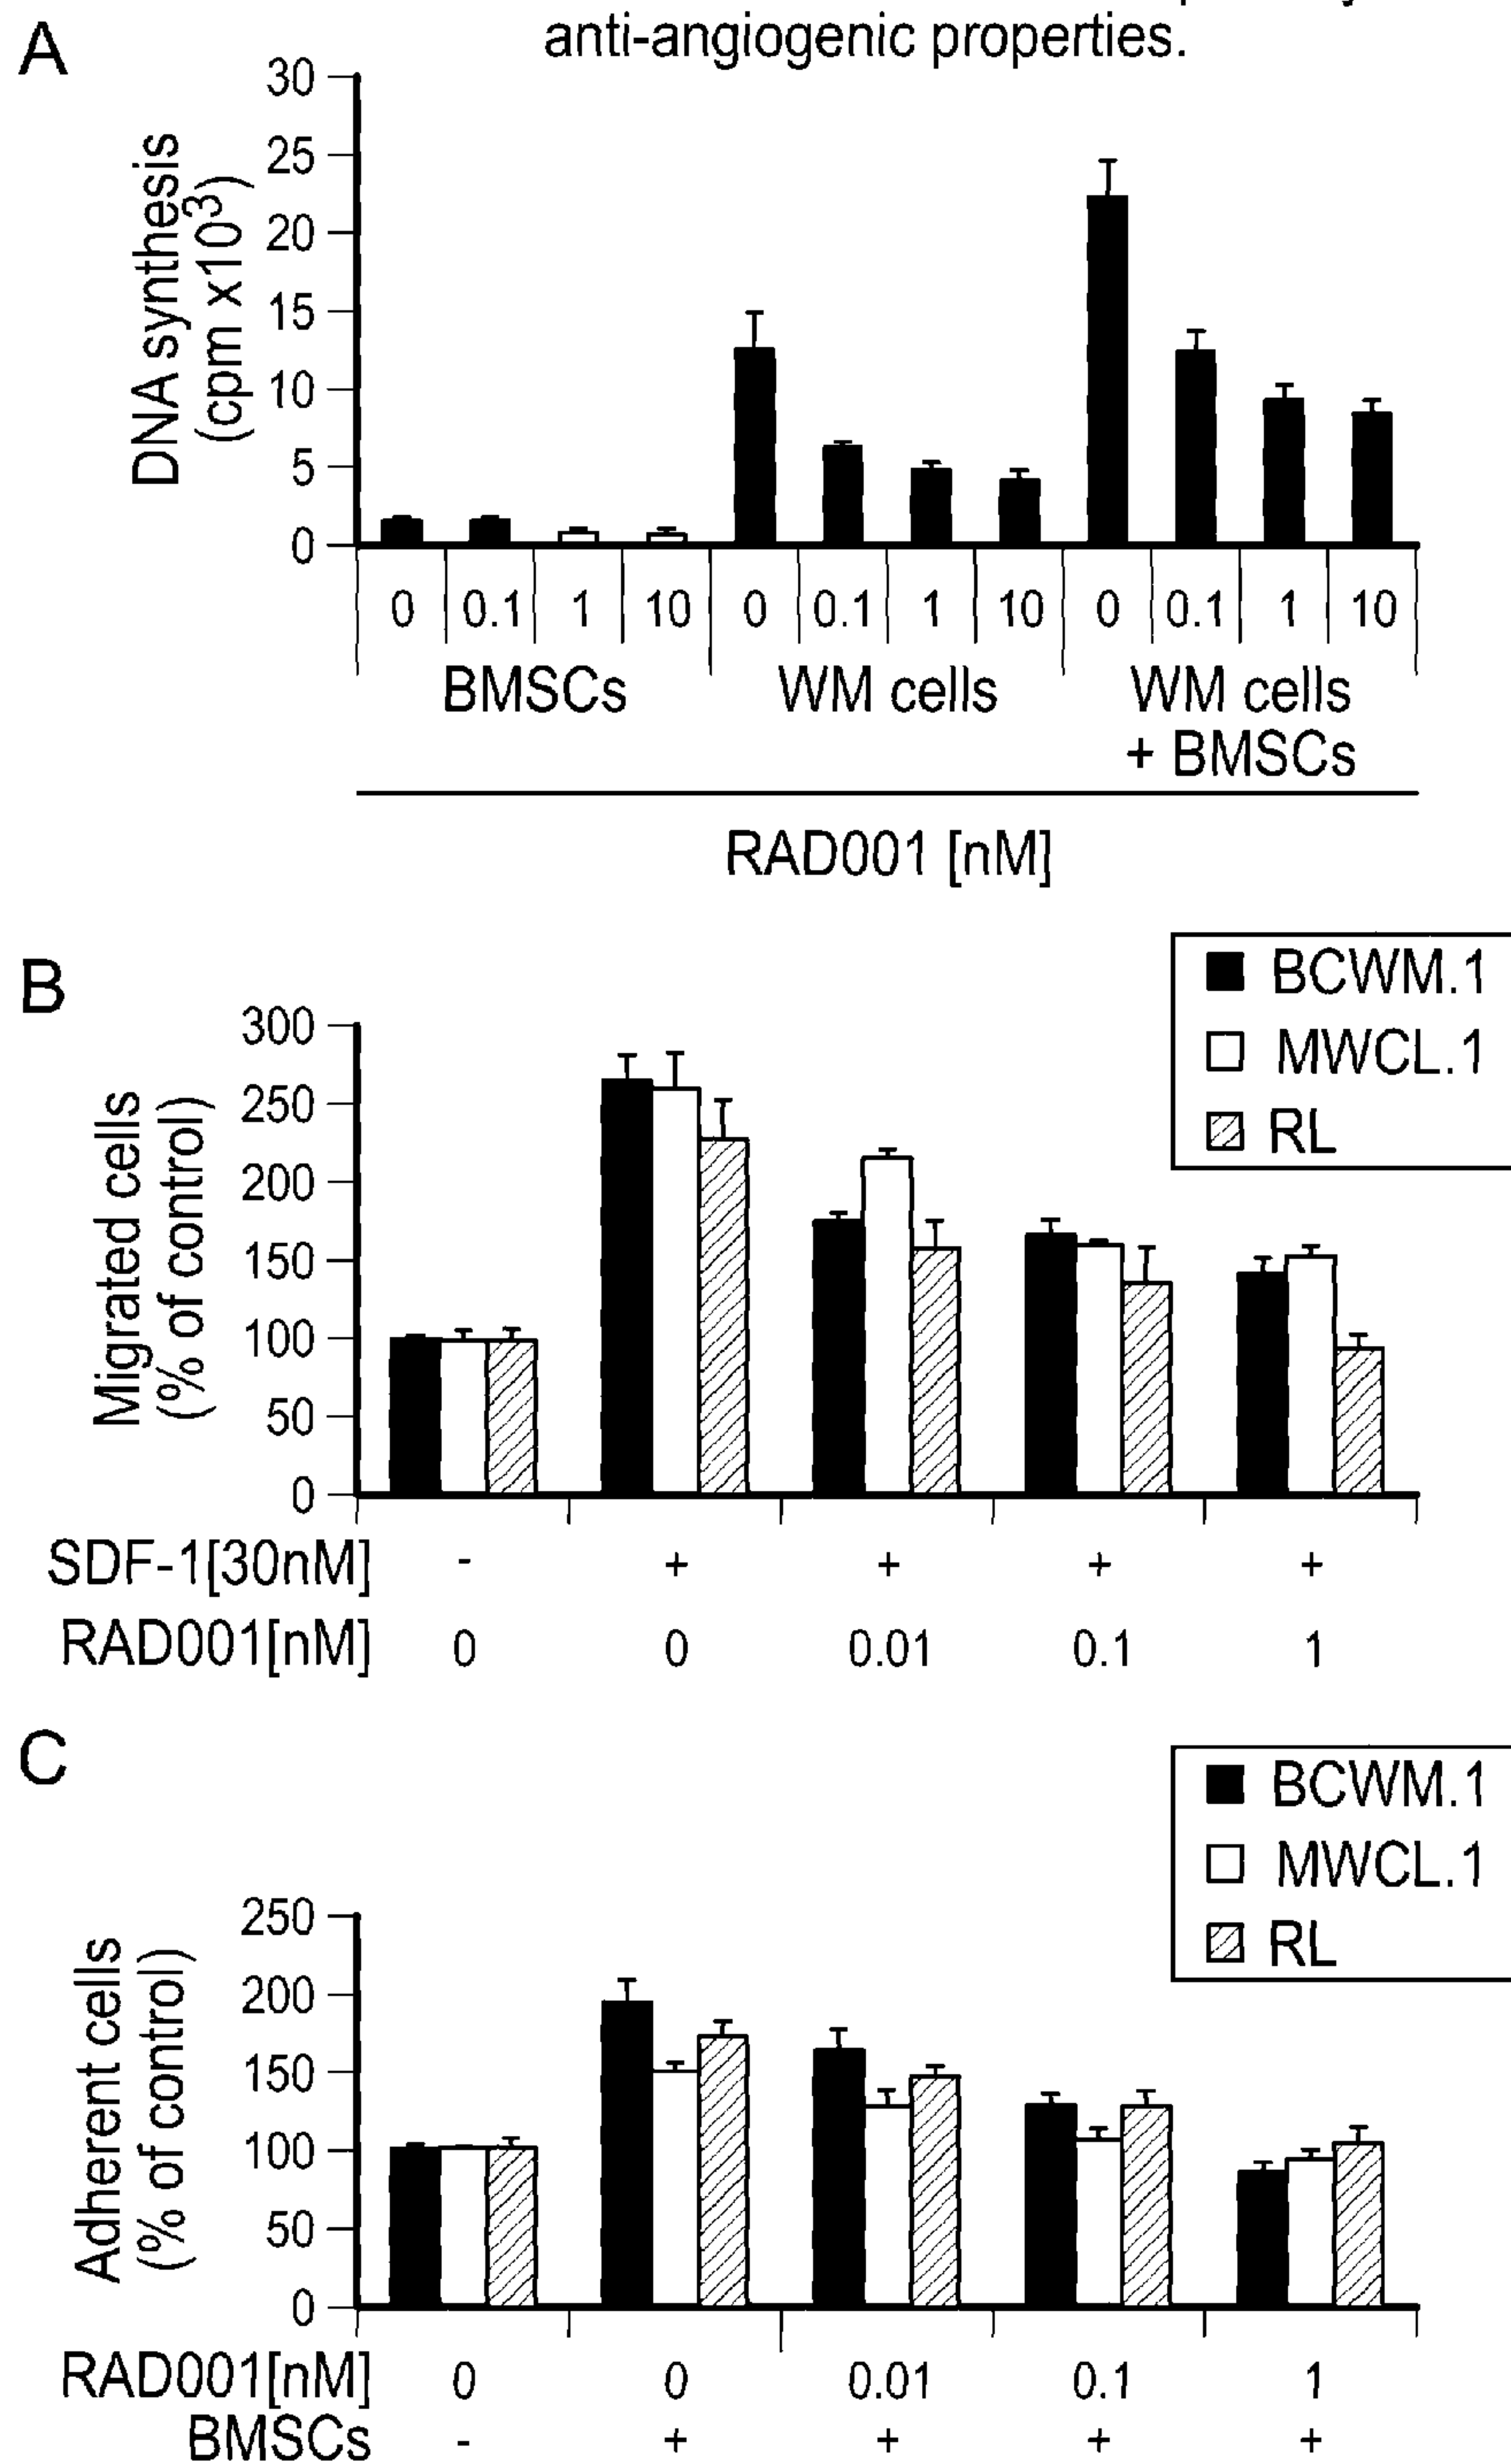 anti-angiogenic properties.
A
DNA synthesis
(cpm x10³)
30
25
20
15
10
5
0
0 0.1 1 10 0 0.1 1 10 0 0.1 1 10
BMSCs WM cells WM cells
+ BMSCs
RAD001 [nM]
B
BCWM.1
MWCL.1
RL
Migrated cells
(% of control)
300
250
200
150
100
50
0
SDF-1[30nM] - + + + +
RAD001[nM] 0 0 0.01 0.1 1
C
BCWM.1
MWCL.1
RL
Adherent cells
(% of control)
250
200
150
100
50
0
RAD001[nM] 0 0 0.01 0.1 1
BMSCs - + + + +